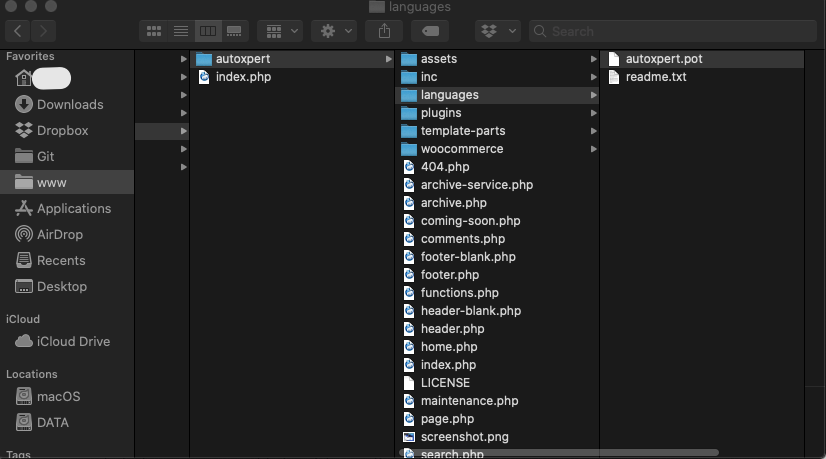 languages
Search
Favorites
Downloads
Dropbox
Git
www
Applications
AirDrop
Recents
Desktop
iCloud
iCloud Drive
Locations
macOS
DATA
Tags
autoxpert
index.php
assets
inc
languages
plugins
template-parts
woocommerce
404.php
archive-service.php
archive.php
coming-soon.php
comments.php
footer-blank.php
footer.php
functions.php
header-blank.php
header.php
home.php
index.php
LICENSE
maintenance.php
page.php
screenshot.png
search.php
autoxpert.pot
readme.txt